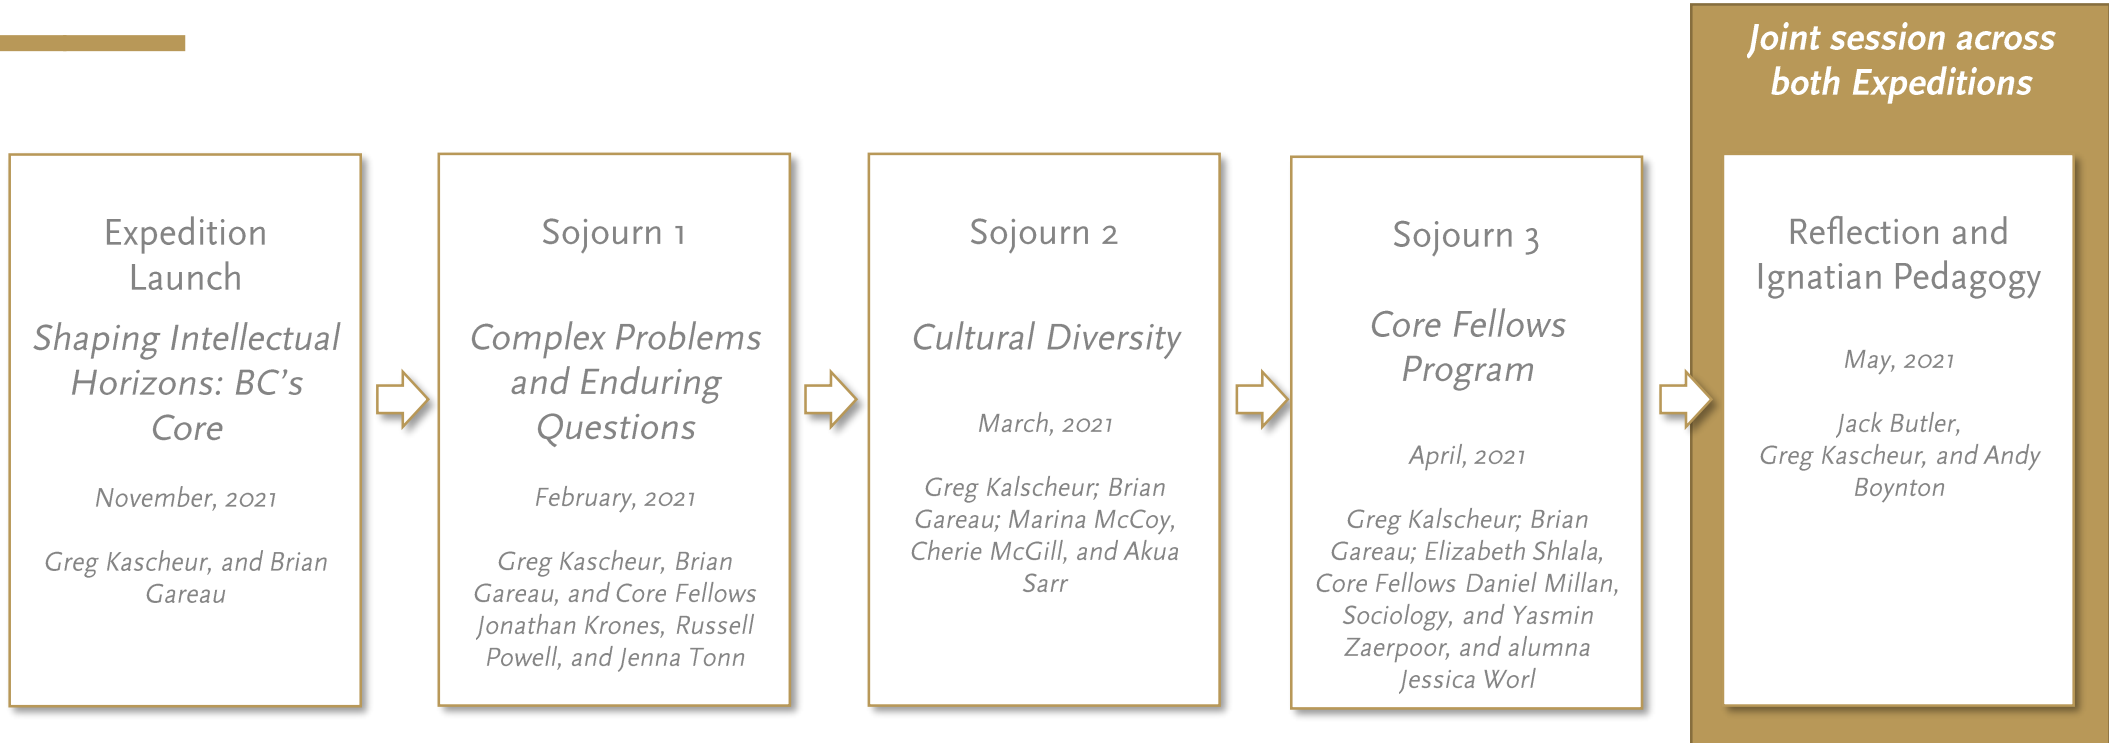 Joint session across
both Expeditions
Expedition
Launch
Shaping Intellectual
Horizons: BC’s
Core
November, 2021
Greg Kascheur, and Brian
Gareau
Sojourn 1
Complex Problems
and Enduring
Questions
February, 2021
Greg Kascheur, Brian
Gareau, and Core Fellows
Jonathan Krones, Russell
Powell, and Jenna Tonn
Sojourn 2
Cultural Diversity
March, 2021
Greg Kalscheur; Brian
Gareau; Marina McCoy,
Cherie McGill, and Akua
Sarr
Sojourn 3
Core Fellows
Program
April, 2021
Greg Kalscheur; Brian
Gareau; Elizabeth Shlala,
Core Fellows Daniel Millan,
Sociology, and Yasmin
Zaerpoor, and alumna
Jessica Worl
Reflection and
Ignatian Pedagogy
May, 2021
Jack Butler,
Greg Kascheur, and Andy
Boynton